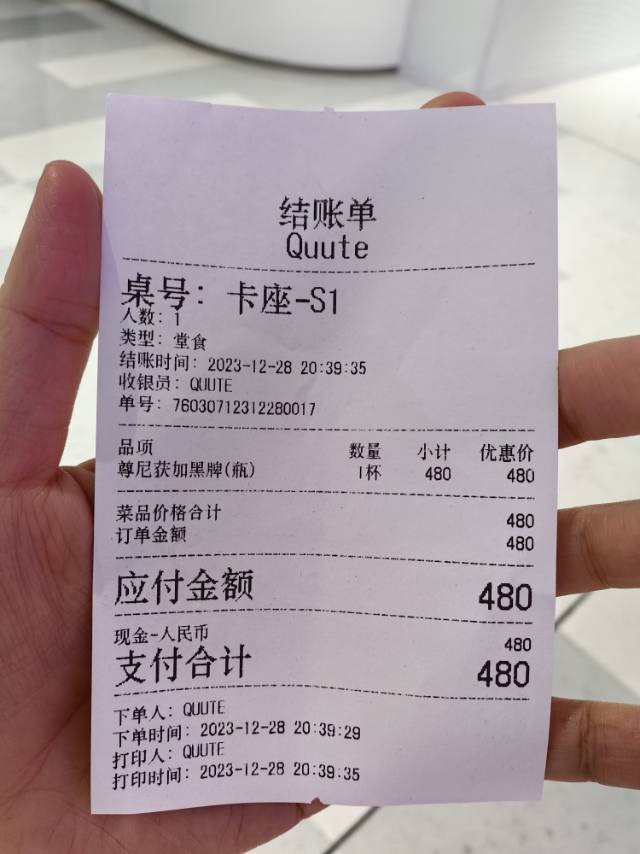 结账单
Quute
桌号: 卡座-S1
人数: 1
类型: 堂食
结账时间: 2023-12-28 20:39:35
收银员: QUUTE
单号: 76030712312280017
品项 数量 小计 优惠价
尊尼获加黑牌(瓶) 1杯 480 480
菜品价格合计 480
订单金额 480
应付金额 480
现金-人民币 480
支付合计 480
下单人: QUUTE
下单时间: 2023-12-28 20:39:29
打印人: QUUTE
打印时间: 2023-12-28 20:39:35